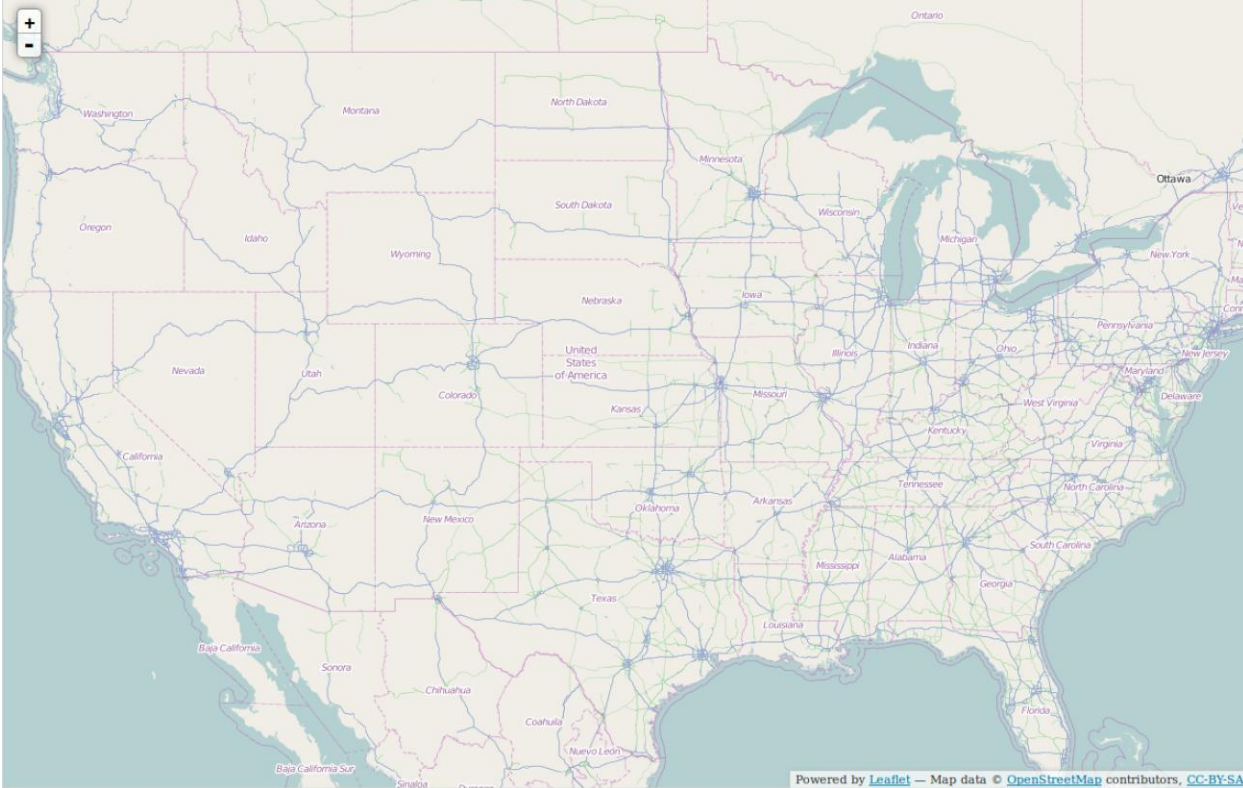 +
-
Ontario
Washington
Montana
North Dakota
Minnesota
Ottawa
Oregon
Idaho
Wyoming
South Dakota
Wisconsin
Michigan
New York
Nebraska
Iowa
Pennsylvania
Nevada
Utah
United
States
of America
Illinois
Indiana
Ohio
New Jersey
Maryland
Colorado
Kansas
Missouri
West Virginia
Delaware
Kentucky
Virginia
California
Tennessee
North Carolina
Arizona
New Mexico
Oklahoma
Arkansas
South Carolina
Mississippi
Alabama
Georgia
Texas
Louisiana
Baja California
Sonora
Chihuahua
Coahuila
Florida
Nuevo León
Baja California Sur
Sinaloa
Powered by Leaflet — Map data © OpenStreetMap contributors, CC-BY-SA